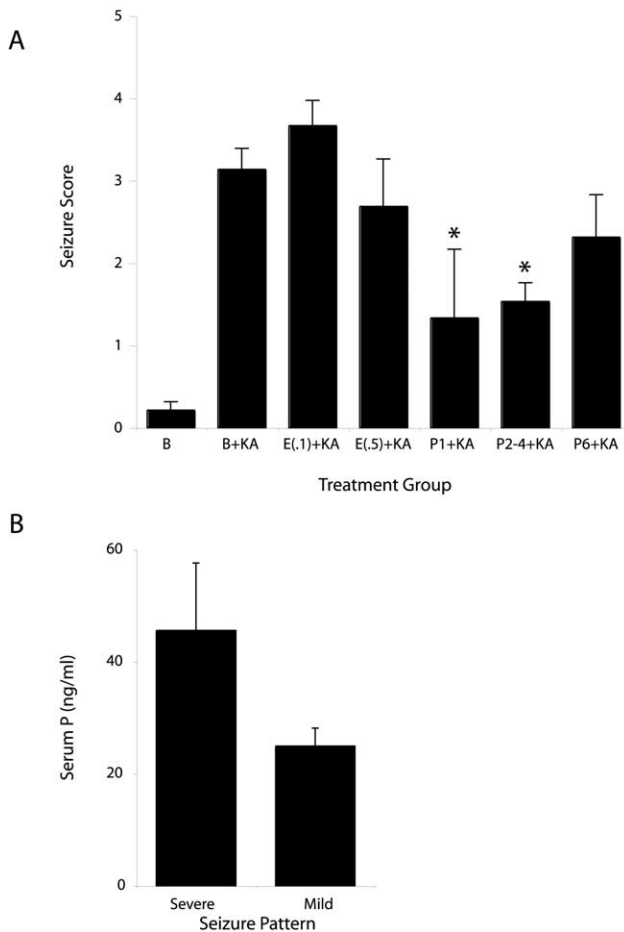 A
5
4
3
2
1
0
Seizure Score
*
*
B B+KA E(.1)+KA E(.5)+KA P1+KA P2-4+KA P6+KA
Treatment Group
B
60
40
20
0
Serum P (ng/ml)
Severe Mild
Seizure Pattern